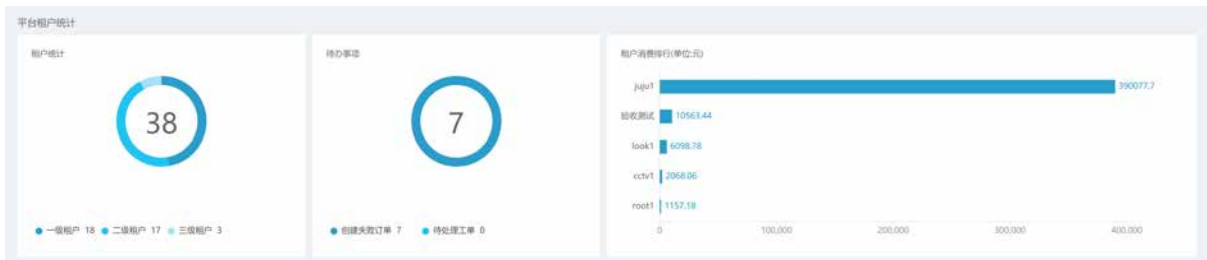 平台租户统计
租户统计
38
一级租户 18 二级租户 17 三级租户 3
待办事项
7
创建失败订单 7 待处理工单 0
租户消费排行(单位:元)
juju1 390077.7
验收测试 10563.44
look1 6098.78
cctv1 2068.06
root1 1157.18
0 100,000 200,000 300,000 400,000